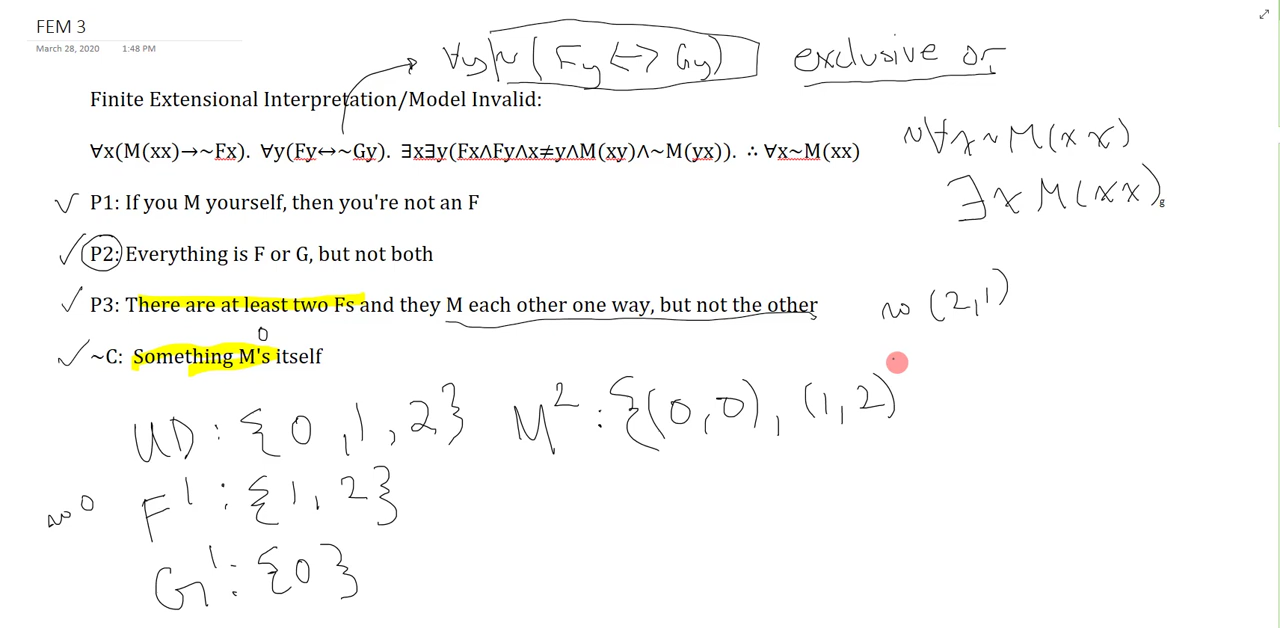 FEM 3
March 28, 2020 1:48 PM
∀y~(Fy<->Gy) exclusive or
Finite Extensional Interpretation/Model Invalid:
∀x(M(xx)→~Fx). ∀y(Fy↔~Gy). ∃x∃y(Fx∧Fy∧x≠y∧M(xy)∧~M(yx)). ∴ ∀x~M(xx)
~∀x~M(xx)
∃xM(xx)
✓ P1: If you M yourself, then you're not an F
✓ P2: Everything is F or G, but not both
✓ P3: There are at least two Fs and they M each other one way, but not the other
no (2,1)
0
✓ ~C: Something M's itself
UD: {0,1,2} M²: {(0,0), (1,2)
no 0 F¹: {1,2}
G¹: {0}